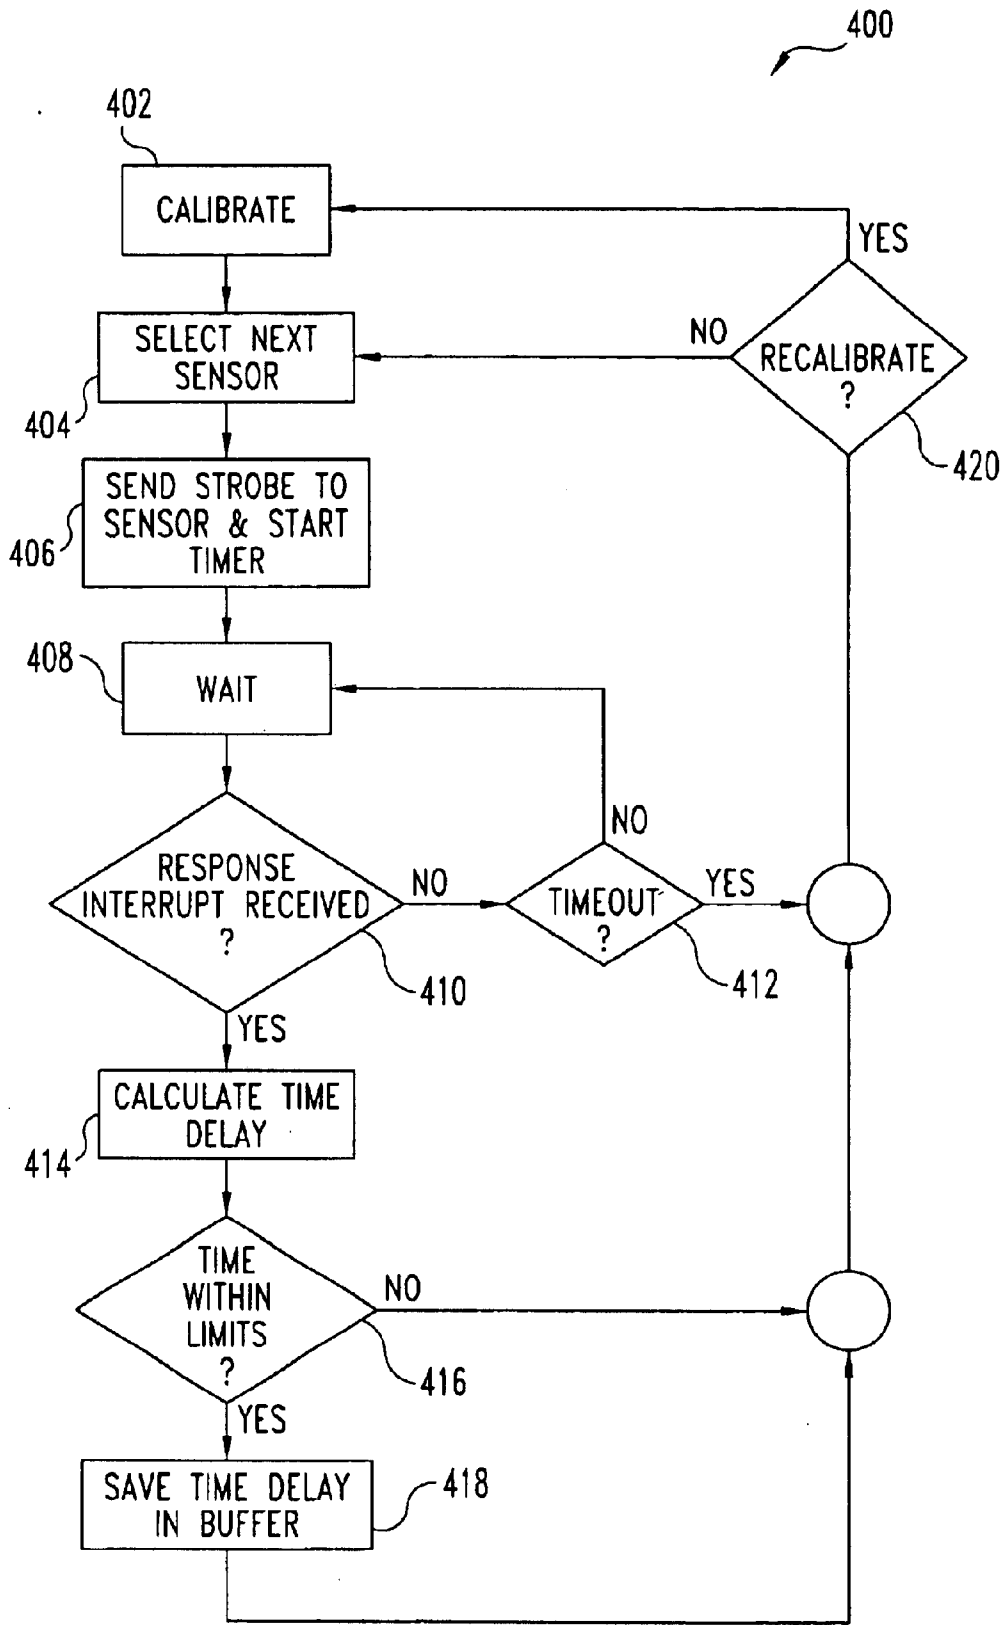 400
402
CALIBRATE
YES
SELECT NEXT
SENSOR
404
NO
RECALIBRATE
?
420
SEND STROBE TO
SENSOR & START
TIMER
406
408
WAIT
NO
RESPONSE
INTERRUPT RECEIVED
?
NO
410
TIMEOUT
?
YES
412
YES
CALCULATE TIME
DELAY
414
TIME
WITHIN
LIMITS
?
NO
416
YES
SAVE TIME DELAY
IN BUFFER
418